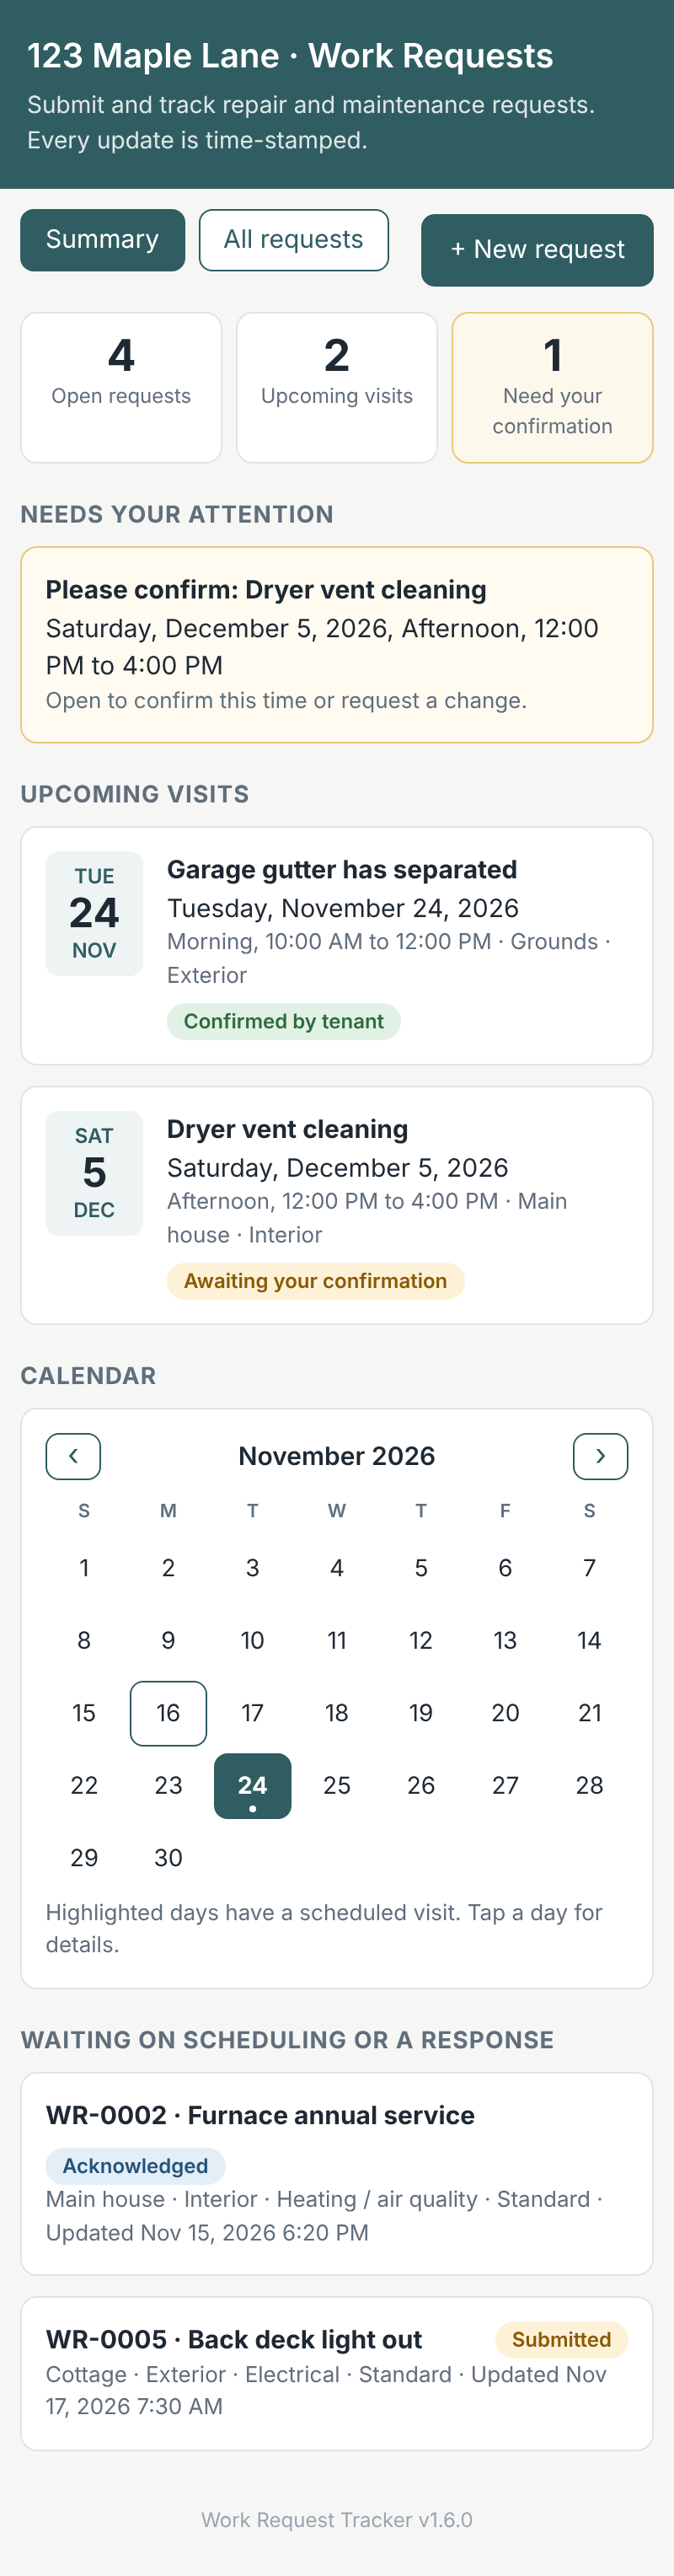 123 Maple Lane · Work Requests
Submit and track repair and maintenance requests.
Every update is time-stamped.
Summary
All requests
+ New request
4
Open requests
2
Upcoming visits
1
Need your
confirmation
NEEDS YOUR ATTENTION
Please confirm: Dryer vent cleaning
Saturday, December 5, 2026, Afternoon, 12:00
PM to 4:00 PM
Open to confirm this time or request a change.
UPCOMING VISITS
TUE
24
NOV
Garage gutter has separated
Tuesday, November 24, 2026
Morning, 10:00 AM to 12:00 PM · Grounds ·
Exterior
Confirmed by tenant
SAT
5
DEC
Dryer vent cleaning
Saturday, December 5, 2026
Afternoon, 12:00 PM to 4:00 PM · Main
house · Interior
Awaiting your confirmation
CALENDAR
‹ November 2026 ›
S M T W T F S
1 2 3 4 5 6 7
8 9 10 11 12 13 14
15 16 17 18 19 20 21
22 23 24 25 26 27 28
29 30
Highlighted days have a scheduled visit. Tap a day for
details.
WAITING ON SCHEDULING OR A RESPONSE
WR-0002 · Furnace annual service
Acknowledged
Main house · Interior · Heating / air quality · Standard ·
Updated Nov 15, 2026 6:20 PM
WR-0005 · Back deck light out
Submitted
Cottage · Exterior · Electrical · Standard · Updated Nov
17, 2026 7:30 AM
Work Request Tracker v1.6.0